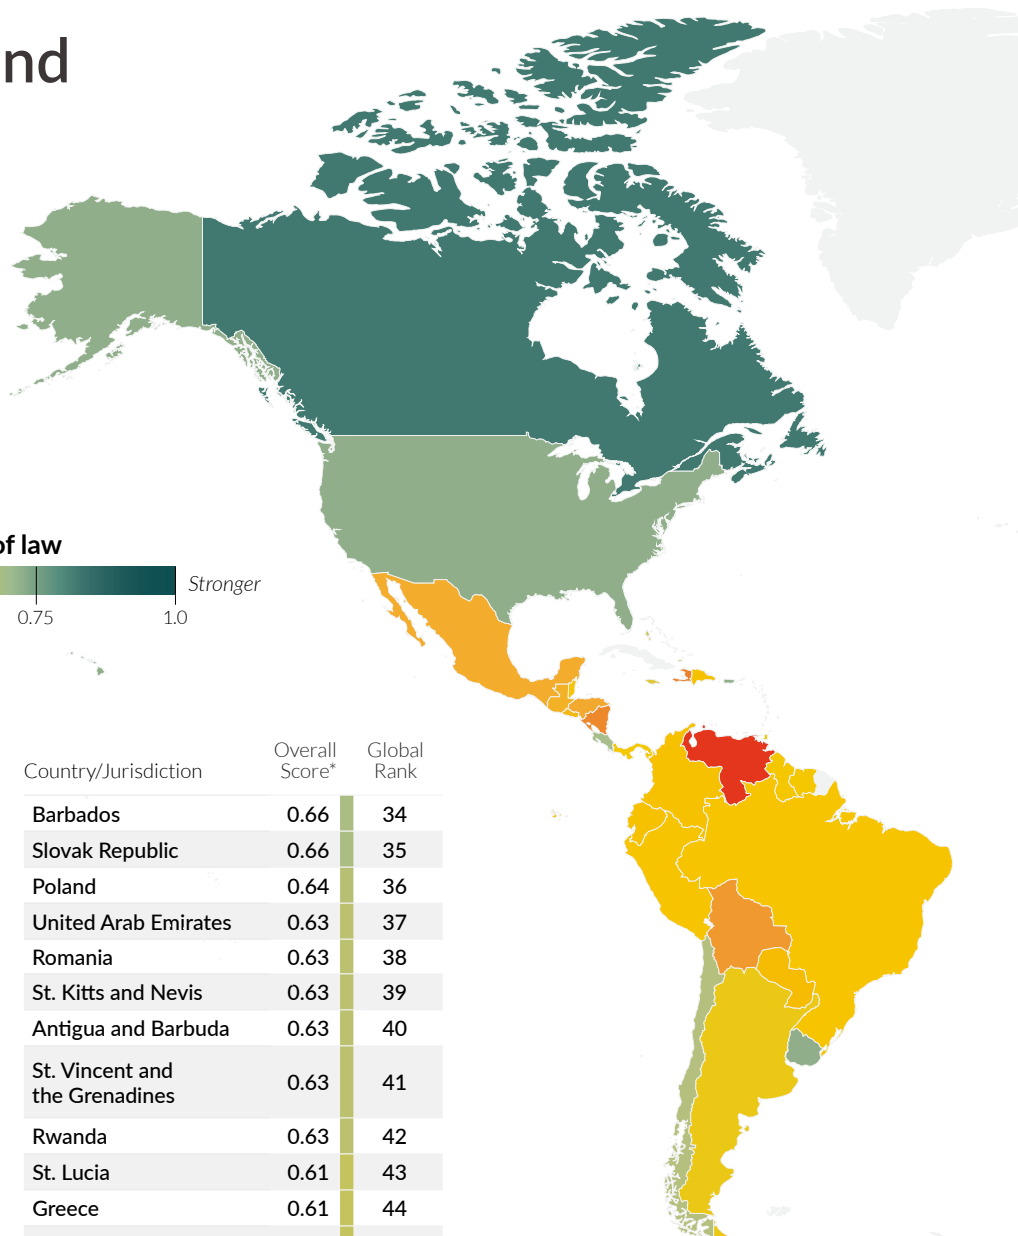 nd
of law
Stronger
0.75 1.0
Overall Global
Country/Jurisdiction Score* Rank
Barbados 0.66 34
Slovak Republic 0.66 35
Poland 0.64 36
United Arab Emirates 0.63 37
Romania 0.63 38
St. Kitts and Nevis 0.63 39
Antigua and Barbuda 0.63 40
St. Vincent and
the Grenadines 0.63 41
Rwanda 0.63 42
St. Lucia 0.61 43
Greece 0.61 44